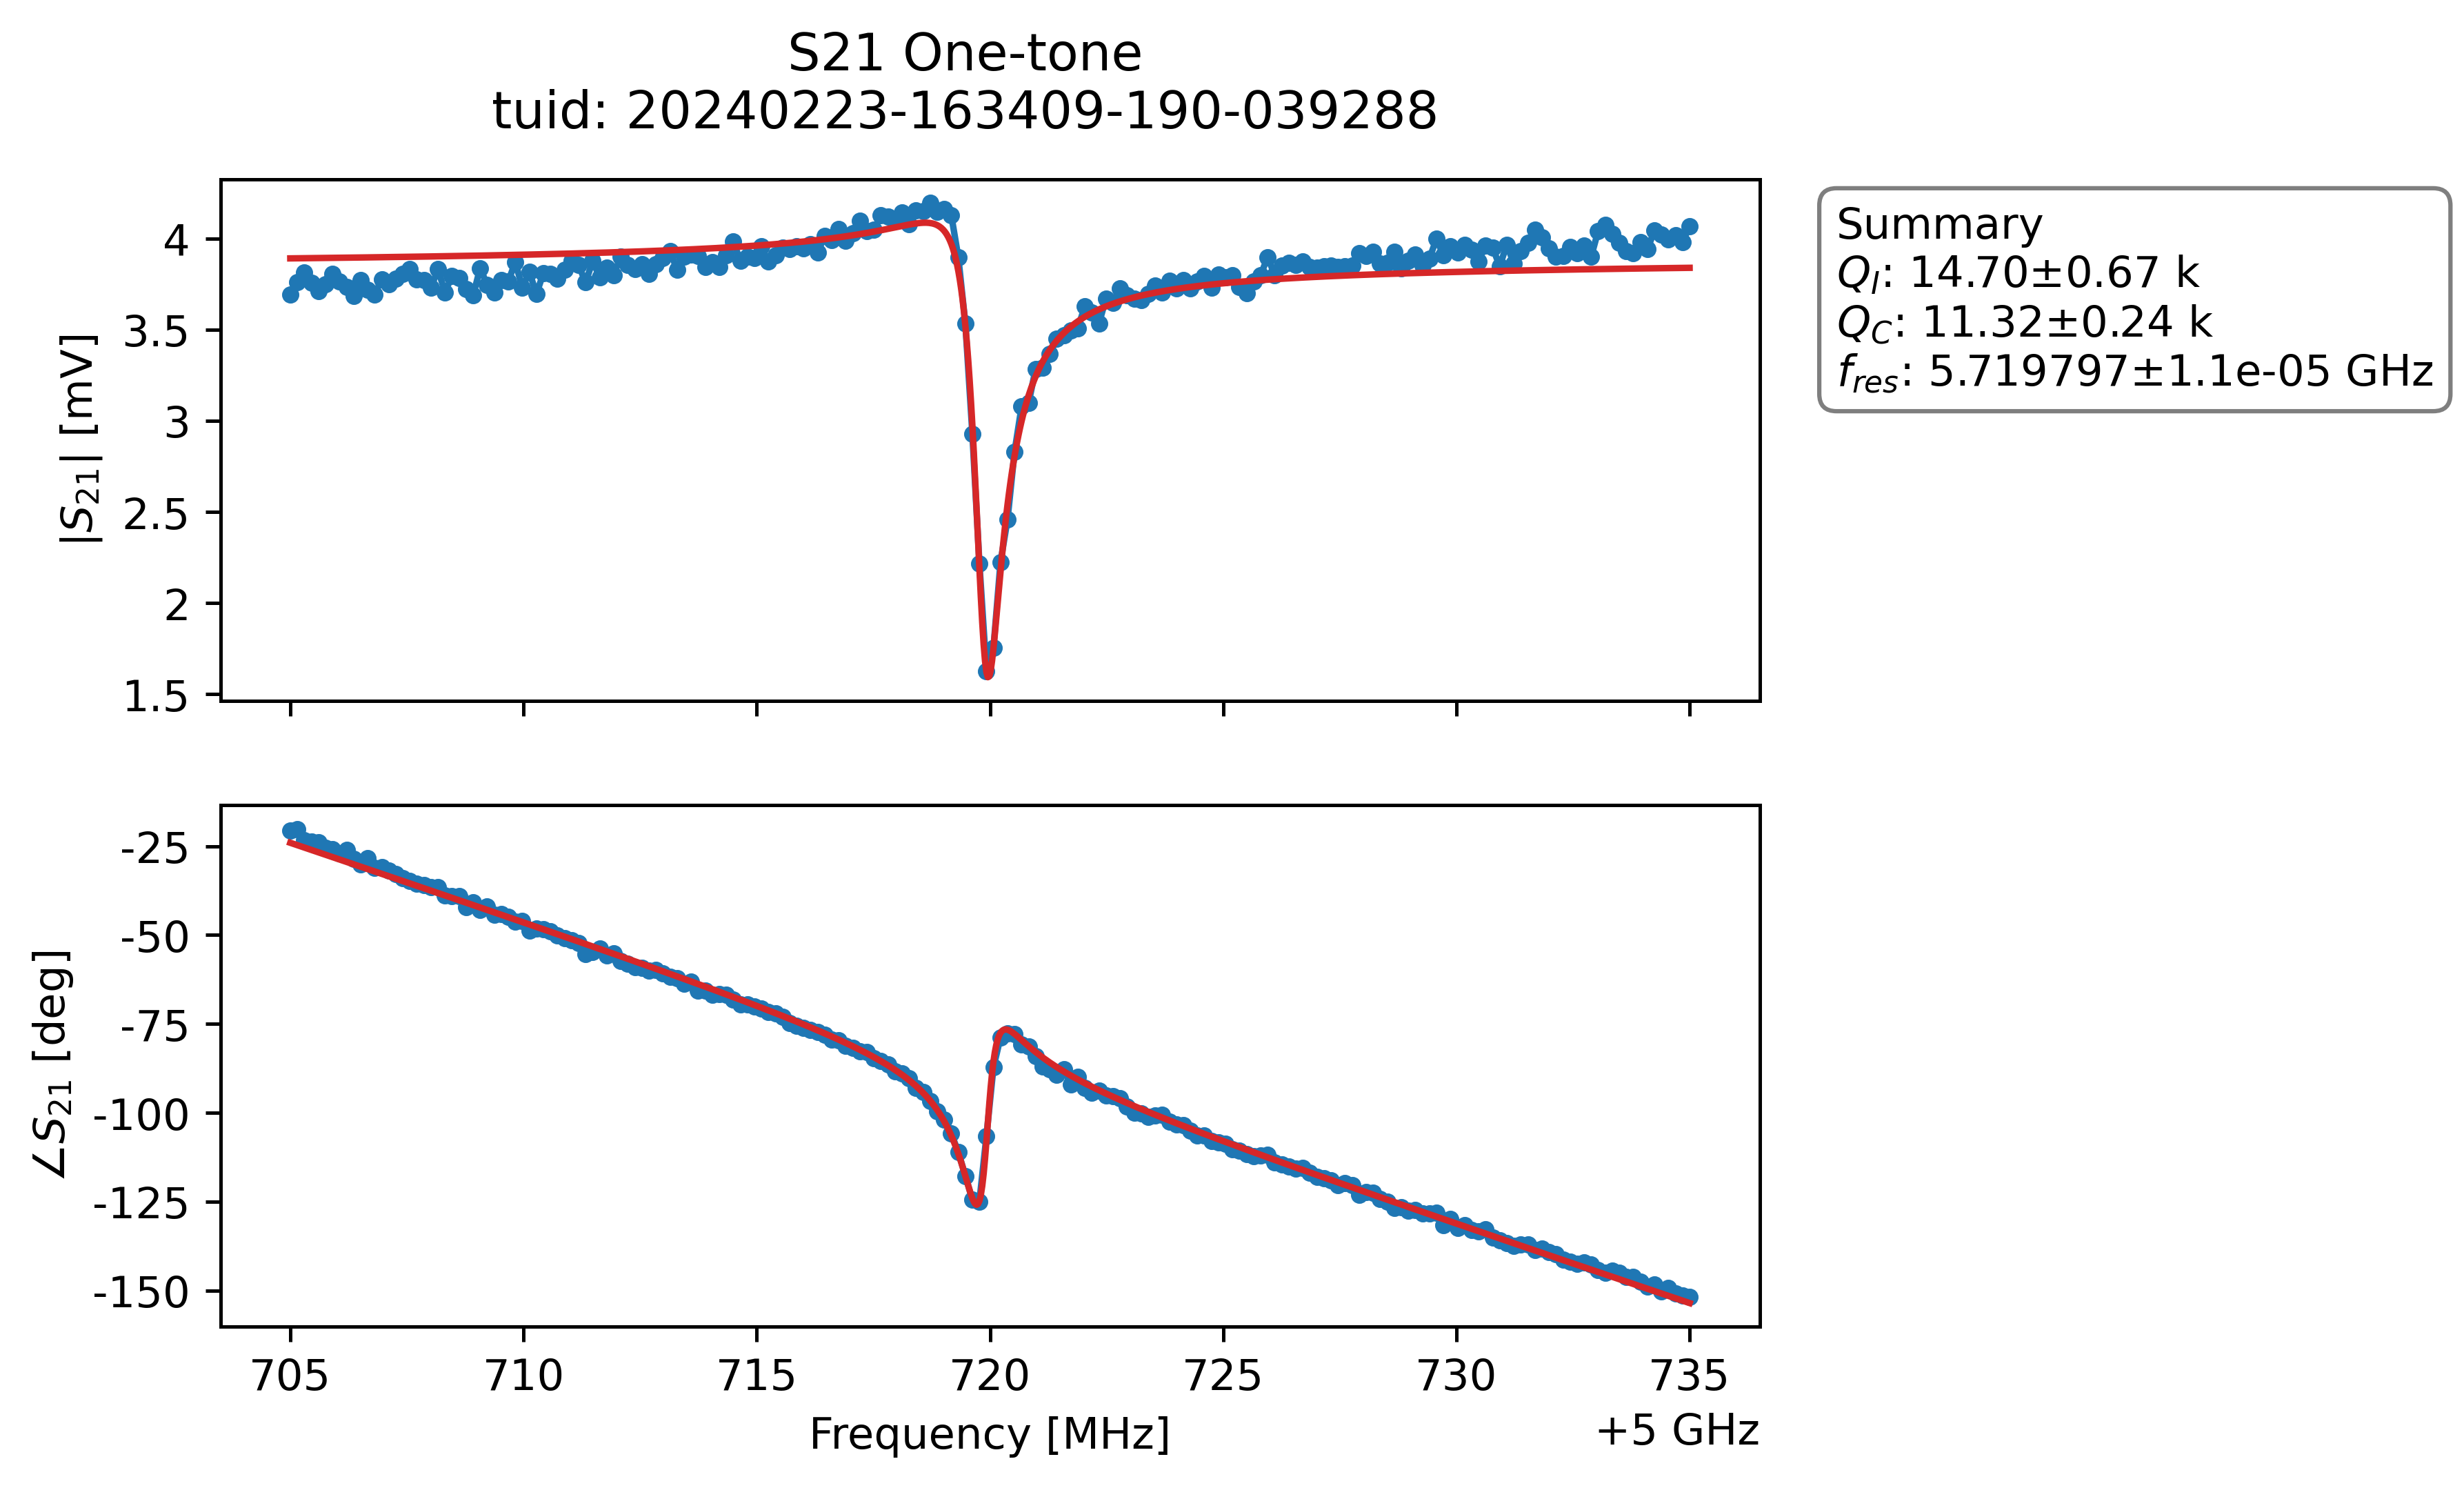 S21 One-tone
tuid: 20240223-163409-190-039288
|S21| [mV]
4
3.5
3
2.5
2
1.5
Summary
Ql: 14.70±0.67 k
QC: 11.32±0.24 k
fres: 5.719797±1.1e-05 GHz
∠S21 [deg]
-25
-50
-75
-100
-125
-150
705 710 715 720 725 730 735
Frequency [MHz]
+5 GHz